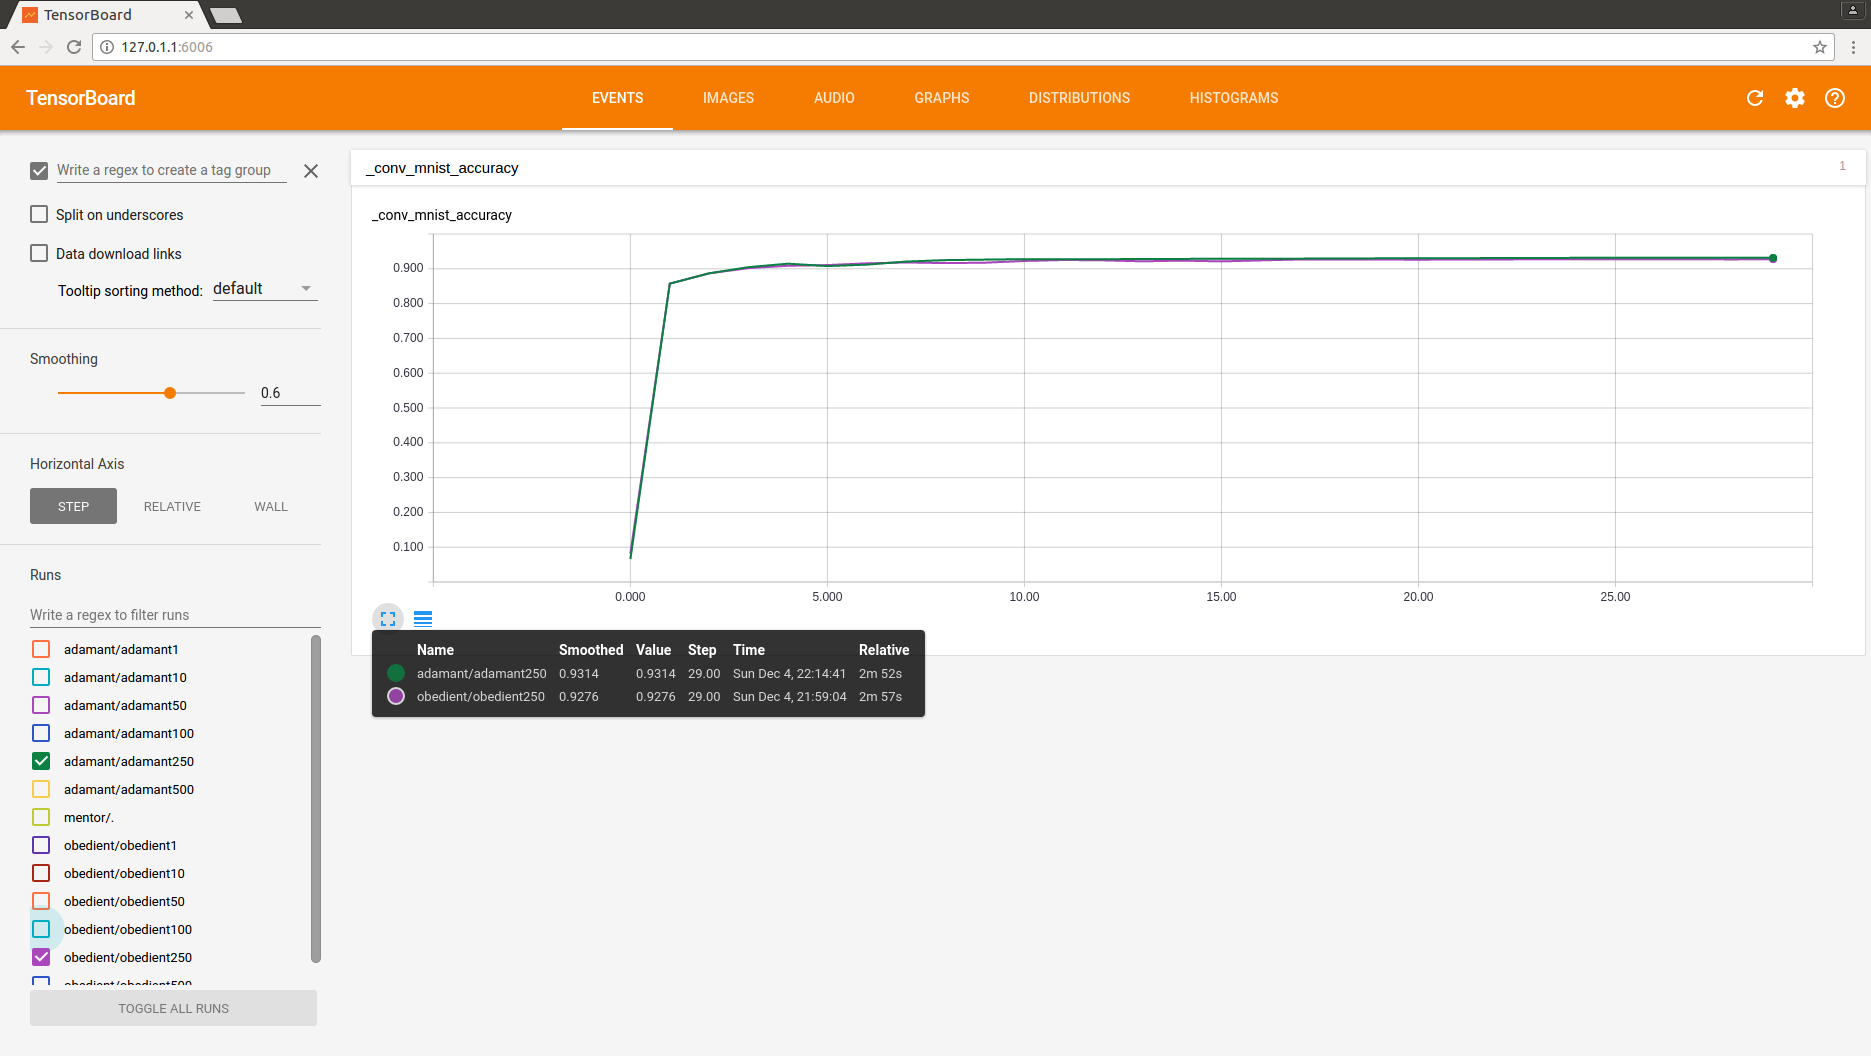 TensorBoard
127.0.1.1:6006
TensorBoard EVENTS IMAGES AUDIO GRAPHS DISTRIBUTIONS HISTOGRAMS
Write a regex to create a tag group
Split on underscores
Data download links
Tooltip sorting method: default
Smoothing
0.6
Horizontal Axis
STEP RELATIVE WALL
Runs
Write a regex to filter runs
adamant/adamant1
adamant/adamant10
adamant/adamant50
adamant/adamant100
adamant/adamant250
adamant/adamant500
mentor/.
obedient/obedient1
obedient/obedient10
obedient/obedient50
obedient/obedient100
obedient/obedient250
obedient/obedient500
TOGGLE ALL RUNS
_conv_mnist_accuracy 1
_conv_mnist_accuracy
0.900
0.800
0.700
0.600
0.500
0.400
0.300
0.200
0.100
0.000 5.000 10.00 15.00 20.00 25.00
Name Smoothed Value Step Time Relative
adamant/adamant250 0.9314 0.9314 29.00 Sun Dec 4, 22:14:41 2m 52s
obedient/obedient250 0.9276 0.9276 29.00 Sun Dec 4, 21:59:04 2m 57s